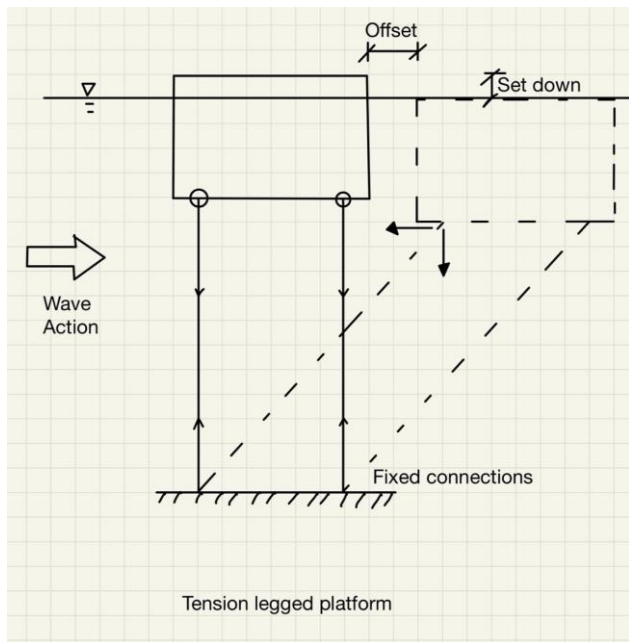 Offset
Set down
Wave
Action
Fixed connections
Tension legged platform